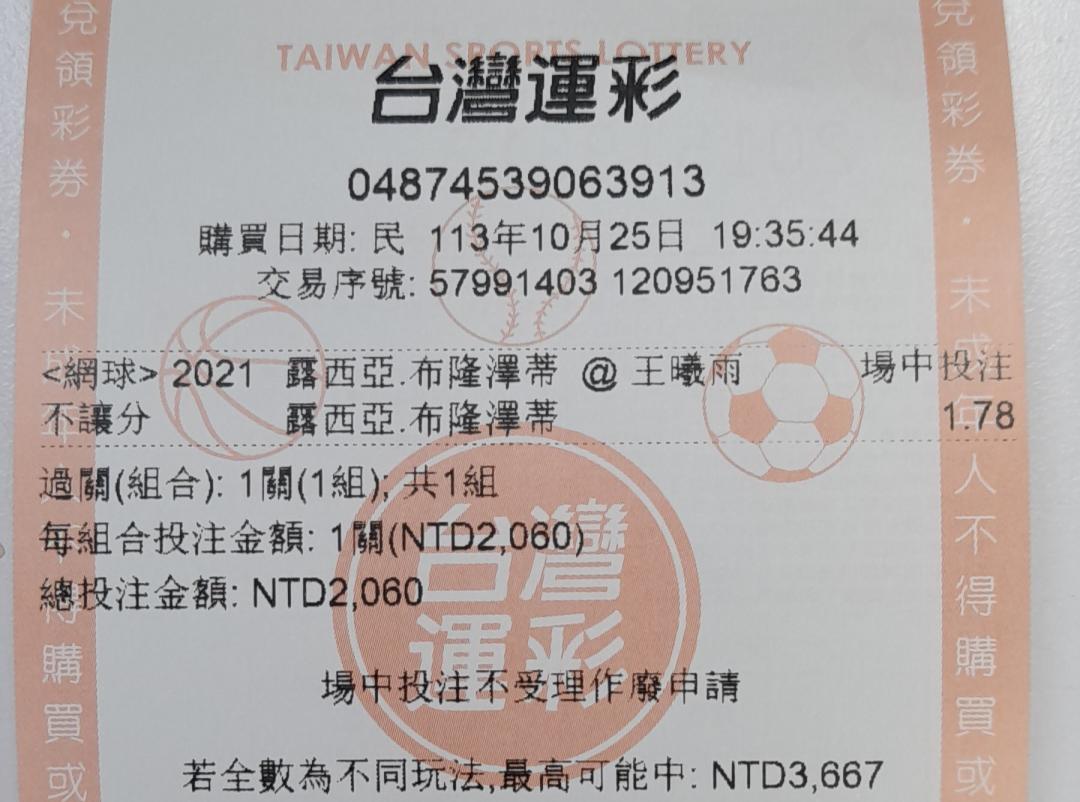 TAIWAN SPORTS LOTTERY
台灣運彩
04874539063913
購買日期: 民 113年10月25日 19:35:44
交易序號: 57991403 120951763
<網球> 2021 露西亞.布隆澤蒂 @ 王曦雨 場中投注
不讓分 露西亞.布隆澤蒂 1.78
過關(組合): 1關(1組); 共1組
每組合投注金額: 1關(NTD2,060)
總投注金額: NTD2,060
台灣
運彩
場中投注不受理作廢申請
若全數為不同玩法,最高可能中: NTD3,667
兌領彩券．未成年人不得購買或
兌領彩券．未成年人不得購買或